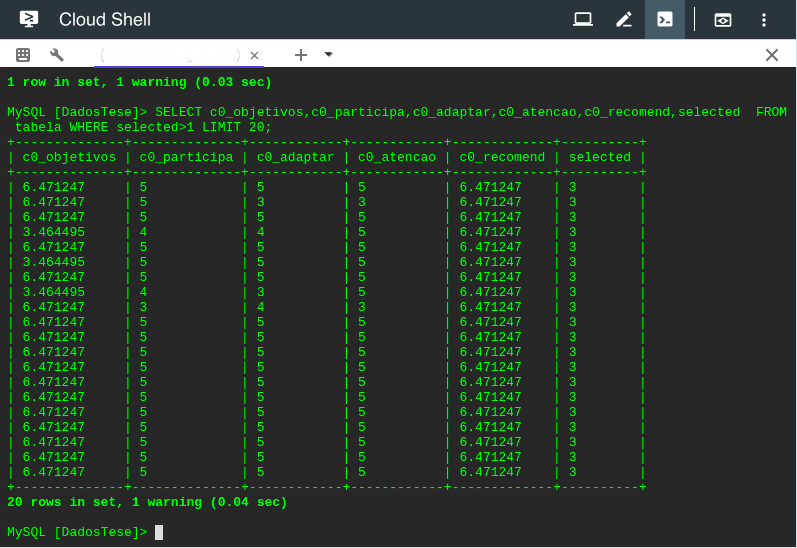 Cloud Shell
1 row in set, 1 warning (0.03 sec)
MySQL [DadosTese]> SELECT c0_objetivos,c0_participa,c0_adaptar,c0_atencao,c0_recomend,selected  FROM
 tabela WHERE selected>1 LIMIT 20;
+--------------+--------------+------------+------------+-------------+----------+
| c0_objetivos | c0_participa | c0_adaptar | c0_atencao | c0_recomend | selected |
+--------------+--------------+------------+------------+-------------+----------+
| 6.471247     | 5            | 5          | 5          | 6.471247    | 3        |
| 6.471247     | 5            | 3          | 3          | 6.471247    | 3        |
| 6.471247     | 5            | 5          | 5          | 6.471247    | 3        |
| 3.464495     | 4            | 4          | 5          | 6.471247    | 3        |
| 6.471247     | 5            | 5          | 5          | 6.471247    | 3        |
| 3.464495     | 5            | 5          | 5          | 6.471247    | 3        |
| 6.471247     | 5            | 5          | 5          | 6.471247    | 3        |
| 3.464495     | 4            | 3          | 5          | 6.471247    | 3        |
| 6.471247     | 3            | 4          | 3          | 6.471247    | 3        |
| 6.471247     | 5            | 5          | 5          | 6.471247    | 3        |
| 6.471247     | 5            | 5          | 5          | 6.471247    | 3        |
| 6.471247     | 5            | 5          | 5          | 6.471247    | 3        |
| 6.471247     | 5            | 5          | 5          | 6.471247    | 3        |
| 6.471247     | 5            | 5          | 5          | 6.471247    | 3        |
| 6.471247     | 5            | 5          | 5          | 6.471247    | 3        |
| 6.471247     | 5            | 5          | 5          | 6.471247    | 3        |
| 6.471247     | 5            | 5          | 5          | 6.471247    | 3        |
| 6.471247     | 5            | 5          | 5          | 6.471247    | 3        |
| 6.471247     | 5            | 5          | 5          | 6.471247    | 3        |
| 6.471247     | 5            | 5          | 5          | 6.471247    | 3        |
+--------------+--------------+------------+------------+-------------+----------+
20 rows in set, 1 warning (0.04 sec)
MySQL [DadosTese]>